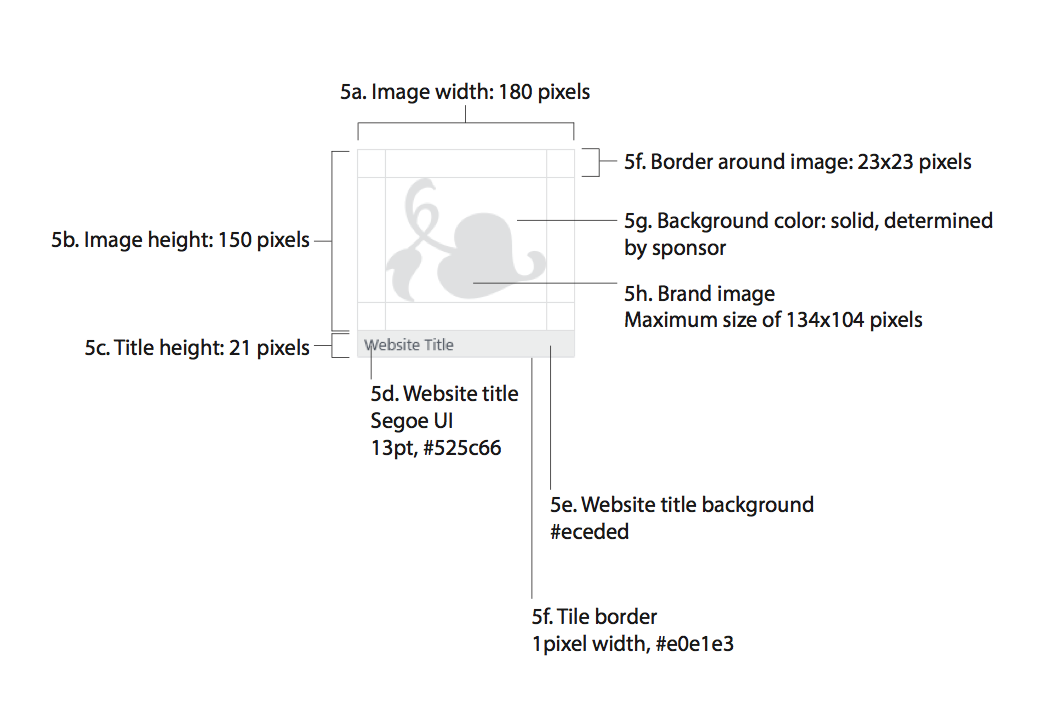 5a. Image width: 180 pixels
5f. Border around image: 23x23 pixels
5g. Background color: solid, determined
by sponsor
5b. Image height: 150 pixels
5h. Brand image
Maximum size of 134x104 pixels
5c. Title height: 21 pixels
Website Title
5d. Website title
Segoe UI
13pt, #525c66
5e. Website title background
#eceded
5f. Tile border
1pixel width, #e0e1e3